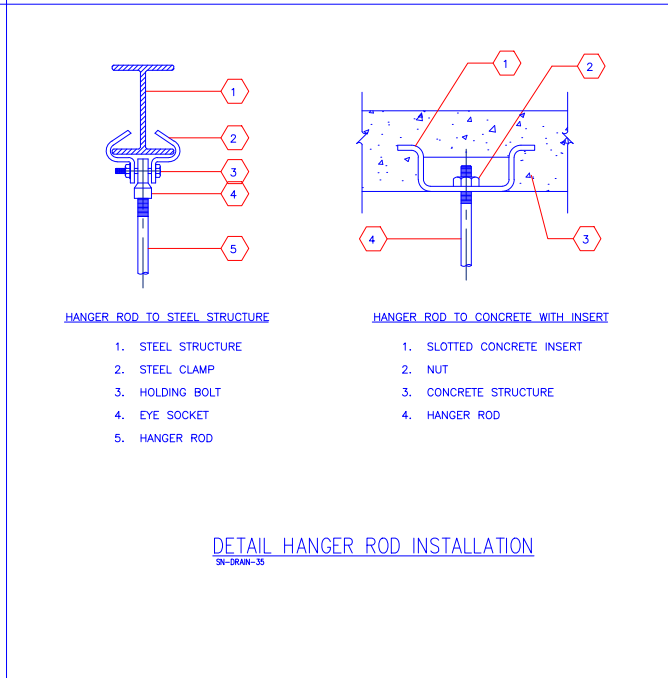 1
2
3
4
5
1
2
3
4
HANGER ROD TO STEEL STRUCTURE
1. STEEL STRUCTURE
2. STEEL CLAMP
3. HOLDING BOLT
4. EYE SOCKET
5. HANGER ROD
HANGER ROD TO CONCRETE WITH INSERT
1. SLOTTED CONCRETE INSERT
2. NUT
3. CONCRETE STRUCTURE
4. HANGER ROD
DETAIL HANGER ROD INSTALLATION
SN-DRAIN-35